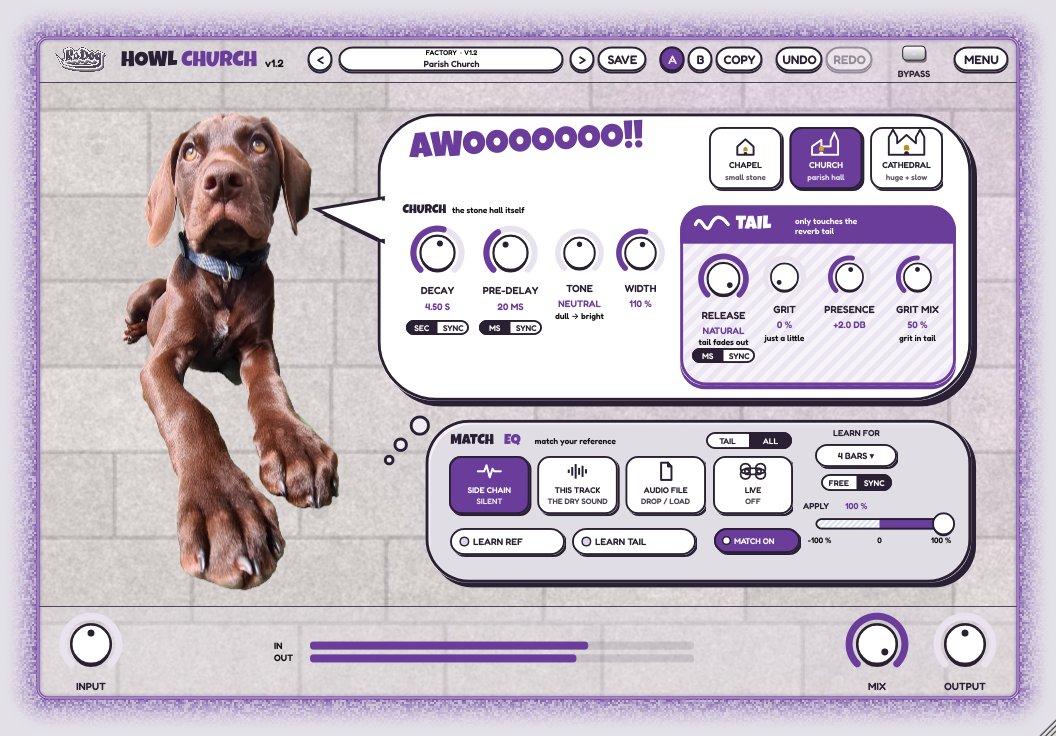 K9Dog
HOWL CHURCH v1.2
<
FACTORY · V1.2
Parish Church
>
SAVE
A
B
COPY
UNDO
REDO
BYPASS
MENU
AWOOOOOOO!!
CHAPEL
small stone
CHURCH
parish hall
CATHEDRAL
huge + slow
CHURCH the stone hall itself
DECAY
4.50 S
SEC SYNC
PRE-DELAY
20 MS
MS SYNC
TONE
NEUTRAL
dull → bright
WIDTH
110 %
TAIL
only touches the
reverb tail
RELEASE
NATURAL
tail fades out
MS SYNC
GRIT
0 %
just a little
PRESENCE
+2.0 DB
GRIT MIX
50 %
grit in tail
MATCH EQ match your reference
TAIL ALL
SIDE CHAIN
SILENT
THIS TRACK
THE DRY SOUND
AUDIO FILE
DROP / LOAD
LIVE
OFF
LEARN REF
LEARN TAIL
MATCH ON
LEARN FOR
4 BARS ▾
FREE SYNC
APPLY 100 %
-100 % 0 100 %
INPUT
IN
OUT
MIX
OUTPUT